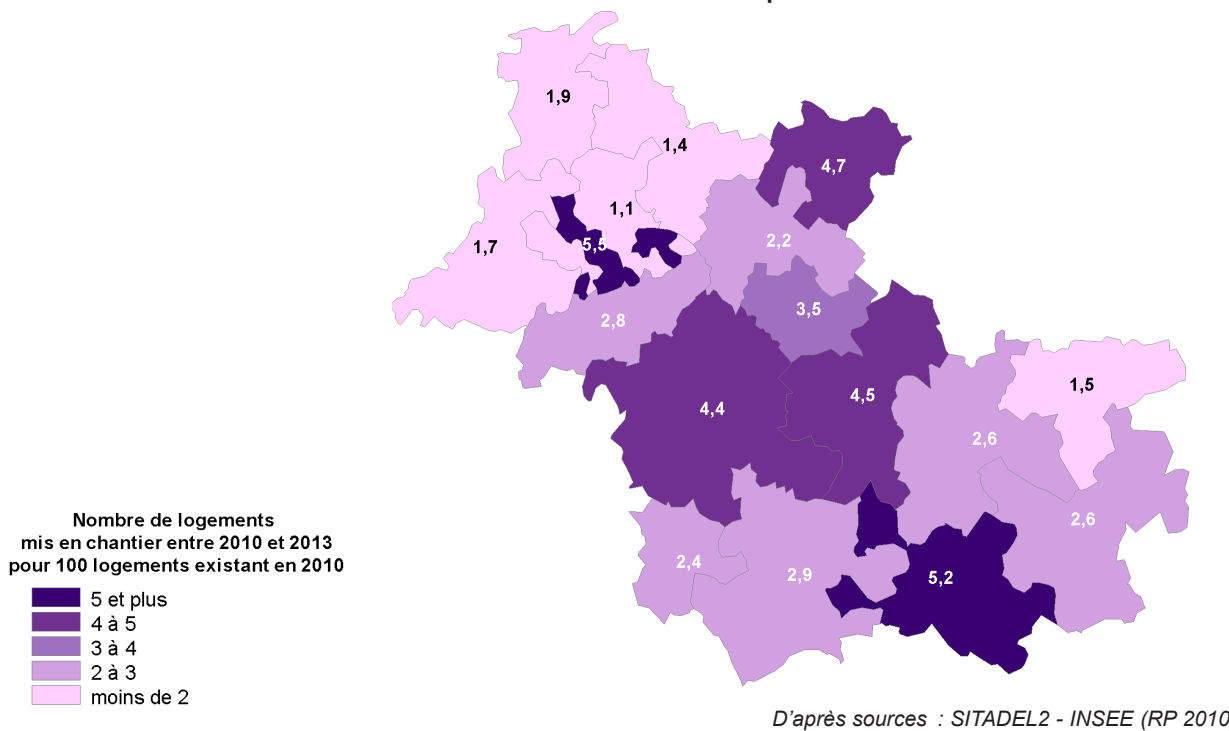 1,9
1,4
4,7
1,1
1,7
5,5
2,2
2,8
3,5
1,5
4,4
4,5
2,6
2,6
2,4
2,9
5,2
Nombre de logements
mis en chantier entre 2010 et 2013
pour 100 logements existant en 2010
5 et plus
4 à 5
3 à 4
2 à 3
moins de 2
D'après sources : SITADEL2 - INSEE (RP 2010